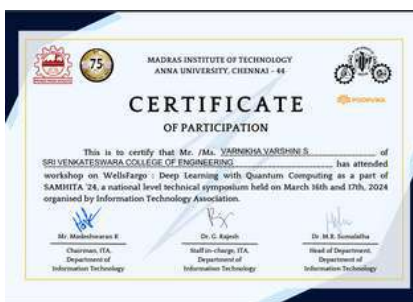 75
MADRAS INSTITUTE OF TECHNOLOGY
ANNA UNIVERSITY, CHENNAI - 44
POORVIKA
CERTIFICATE
OF PARTICIPATION
This is to certify that Mr. /Ms. VARNIKHA VARSHINI S of
SRI VENKATESWARA COLLEGE OF ENGINEERING has attended
workshop on WellsFargo : Deep Learning with Quantum Computing as a part of
SAMHITA '24, a national level technical symposium held on March 16th and 17th, 2024
organised by Information Technology Association.
Mr. Madeshwaran R
Dr. G. Rajesh
Dr. M.R. Sumalatha
Chairman, ITA,
Staff in-charge, ITA,
Head of Department,
Department of
Department of
Department of
Information Technology
Information Technology
Information Technology